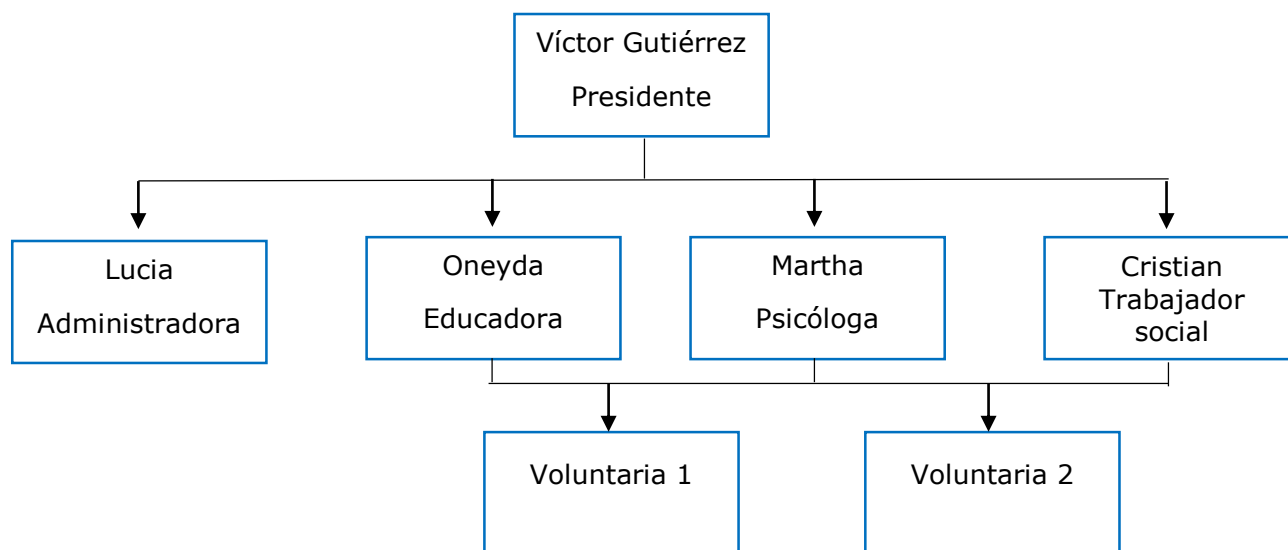 Víctor Gutiérrez
Presidente
Lucia
Administradora
Oneyda
Educadora
Martha
Psicóloga
Cristian
Trabajador
social
Voluntaria 1
Voluntaria 2